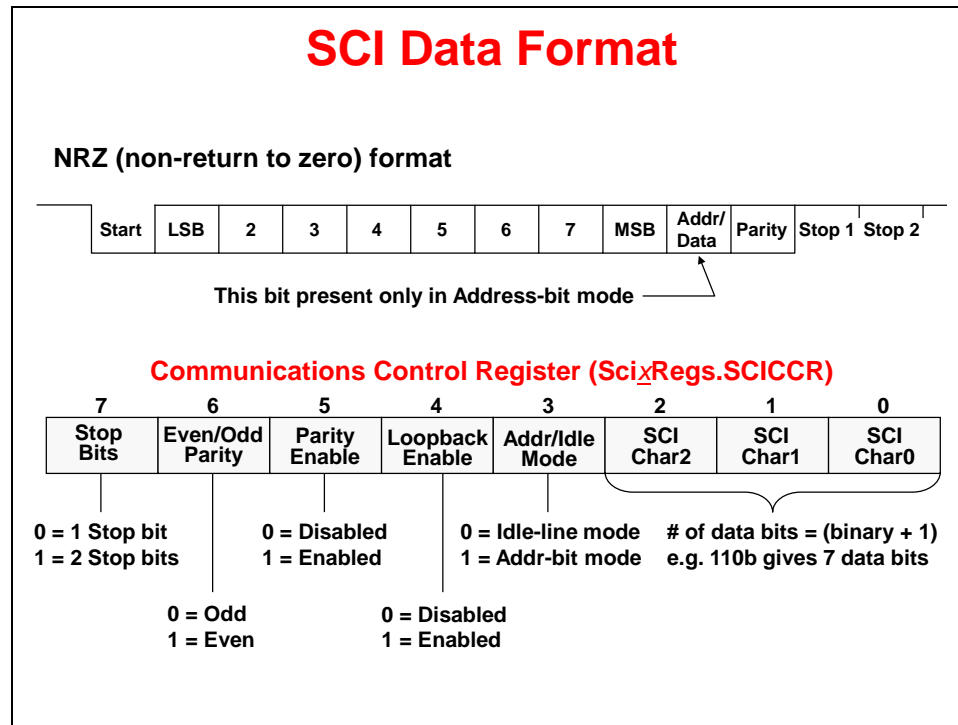 SCI Data Format
NRZ (non-return to zero) format
Start LSB 2 3 4 5 6 7 MSB Addr/ Data Parity Stop 1 Stop 2
This bit present only in Address-bit mode
Communications Control Register (ScixRegs.SCICCR)
7 6 5 4 3 2 1 0
Stop Bits Even/Odd Parity Parity Enable Loopback Enable Addr/Idle Mode SCI Char2 SCI Char1 SCI Char0
0 = 1 Stop bit
1 = 2 Stop bits
0 = Disabled
1 = Enabled
0 = Idle-line mode
1 = Addr-bit mode
# of data bits = (binary + 1)
e.g. 110b gives 7 data bits
0 = Odd
1 = Even
0 = Disabled
1 = Enabled